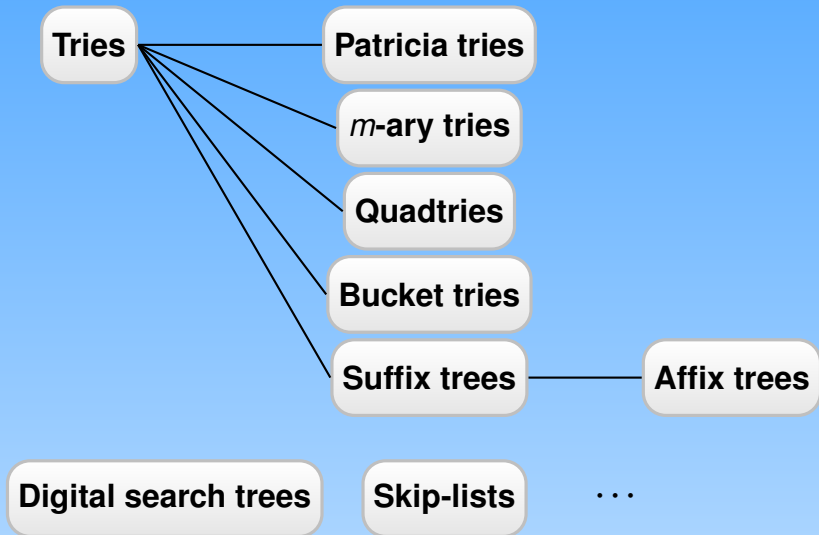 Tries
Patricia tries
m-ary tries
Quadtries
Bucket tries
Suffix trees
Affix trees
Digital search trees
Skip-lists
...